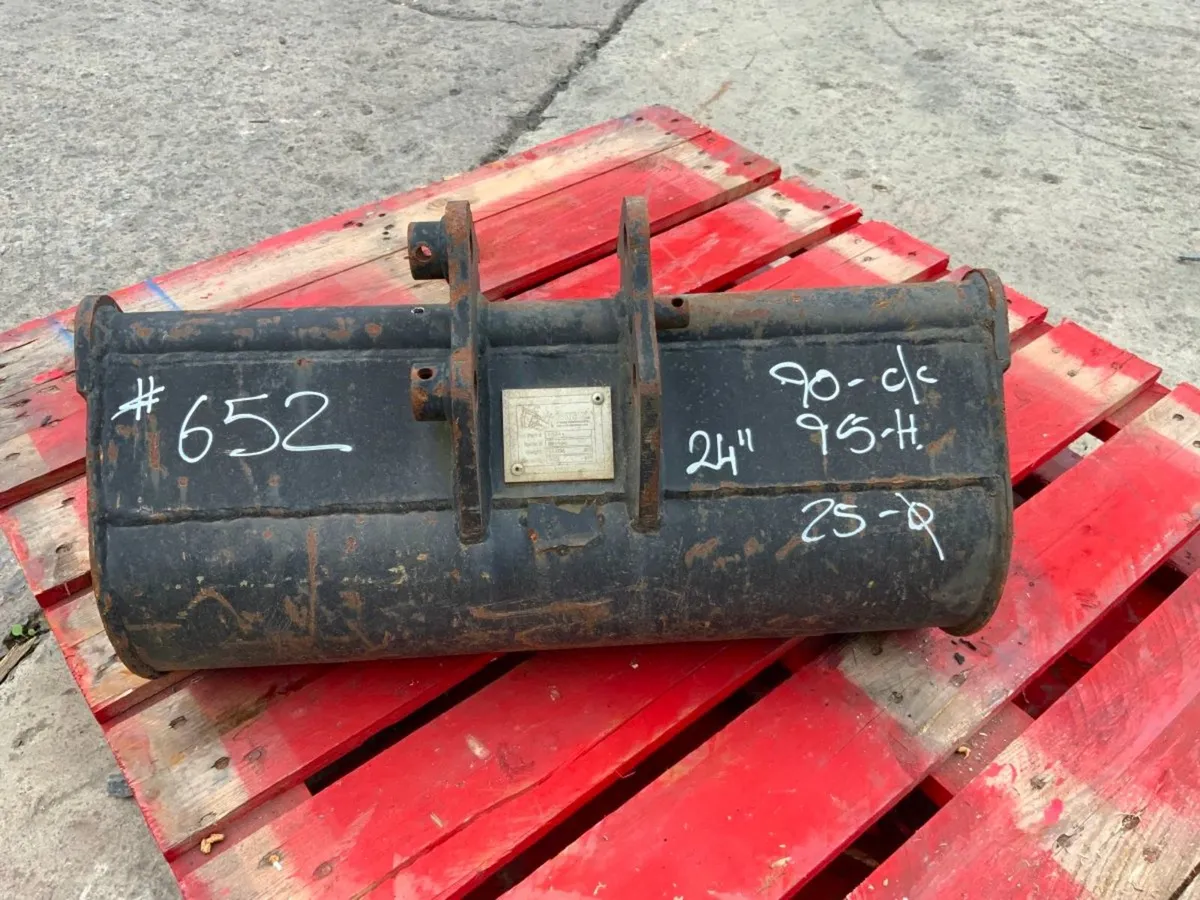 # 652
24"
90-c/c
95-H.
25-Ø